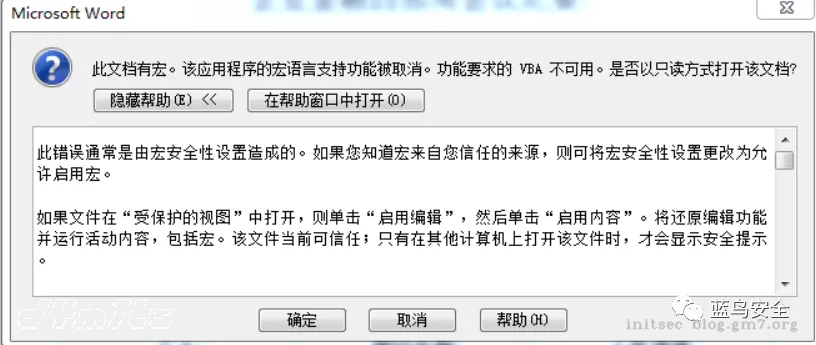 Microsoft Word
此文档有宏。该应用程序的宏语言支持功能被取消。功能要求的 VBA 不可用。是否以只读方式打开该文档?
隐藏帮助(E) <<
在帮助窗口中打开(O)
此错误通常是由宏安全性设置造成的。如果您知道宏来自您信任的来源，则可将宏安全性设置更改为允
许启用宏。
如果文件在“受保护的视图”中打开，则单击“启用编辑”，然后单击“启用内容”。将还原编辑功能
并运行活动内容，包括宏。该文件当前可信任；只有在其他计算机上打开该文件时，才会显示安全提示
。
确定
取消
帮助(H)
蓝鸟安全
initsec blog.gm7.org